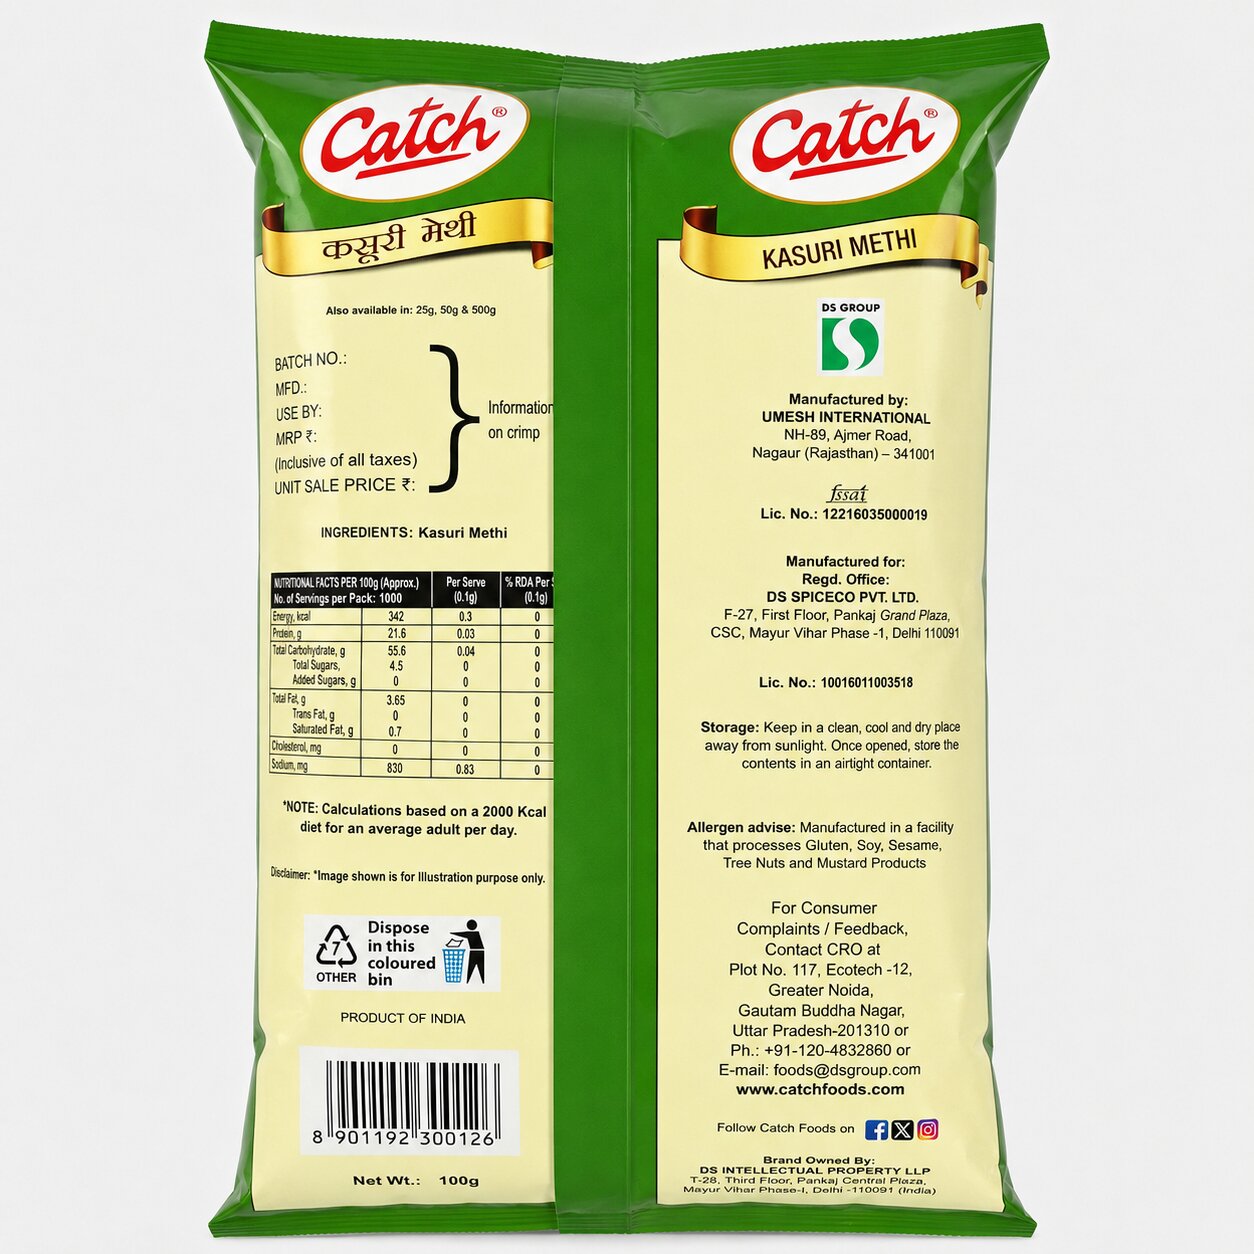 Catch®
कसूरी मेथी
Also available in: 25g, 50g & 500g
BATCH NO.:
MFD.:
USE BY:
MRP ₹:
(Inclusive of all taxes)
UNIT SALE PRICE ₹:
Information
on crimp
INGREDIENTS: Kasuri Methi
NUTRITIONAL FACTS PER 100g (Approx.) Per Serve % RDA Per
No. of Servings per Pack: 1000 (0.1g) (0.1g)
Energy, kcal 342 0.3 0
Protein, g 21.6 0.03 0
Total Carbohydrate, g 55.6 0.04 0
Total Sugars, 4.5 0 0
Added Sugars, g 0 0 0
Total Fat, g 3.65 0 0
Trans Fat, g 0 0 0
Saturated Fat, g 0.7 0 0
Cholesterol, mg 0 0 0
Sodium, mg 830 0.83 0
*NOTE: Calculations based on a 2000 Kcal
diet for an average adult per day.
Disclaimer: *Image shown is for Illustration purpose only.
7
OTHER
Dispose
in this
coloured
bin
PRODUCT OF INDIA
8 901192 300126
Net Wt.: 100g
Catch®
KASURI METHI
DS GROUP
Manufactured by:
UMESH INTERNATIONAL
NH-89, Ajmer Road,
Nagaur (Rajasthan) – 341001
fssai
Lic. No.: 12216035000019
Manufactured for:
Regd. Office:
DS SPICECO PVT. LTD.
F-27, First Floor, Pankaj Grand Plaza,
CSC, Mayur Vihar Phase -1, Delhi 110091
Lic. No.: 10016011003518
Storage: Keep in a clean, cool and dry place
away from sunlight. Once opened, store the
contents in an airtight container.
Allergen advise: Manufactured in a facility
that processes Gluten, Soy, Sesame,
Tree Nuts and Mustard Products
For Consumer
Complaints / Feedback,
Contact CRO at
Plot No. 117, Ecotech -12,
Greater Noida,
Gautam Buddha Nagar,
Uttar Pradesh-201310 or
Ph.: +91-120-4832860 or
E-mail: foods@dsgroup.com
www.catchfoods.com
Follow Catch Foods on
Brand Owned By:
DS INTELLECTUAL PROPERTY LLP
T-28, Third Floor, Pankaj Central Plaza,
Mayur Vihar Phase-I, Delhi -110091 (India)